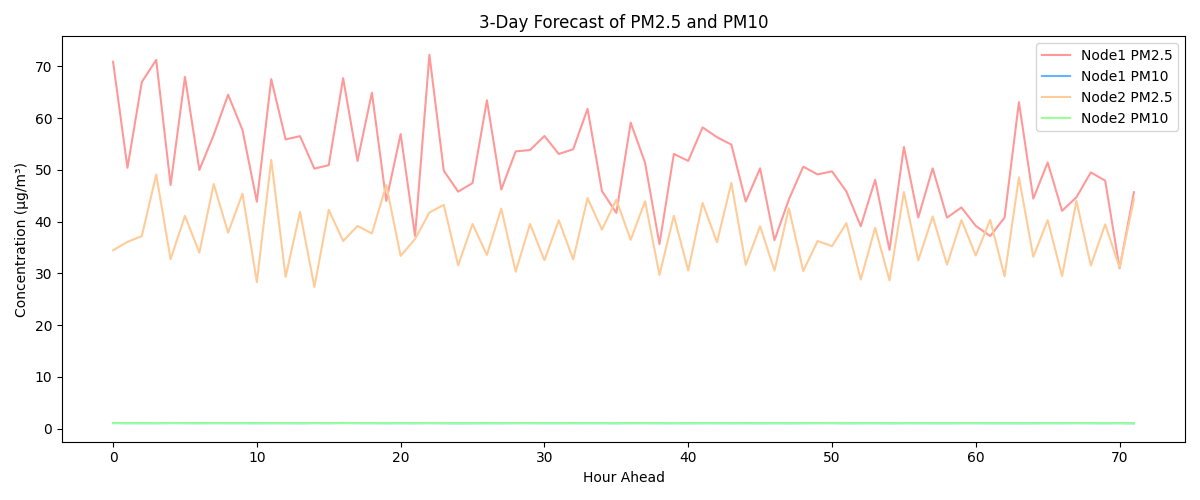 3-Day Forecast of PM2.5 and PM10
Concentration (µg/m³)
70
60
50
40
30
20
10
0
Node1 PM2.5
Node1 PM10
Node2 PM2.5
Node2 PM10
0 10 20 30 40 50 60 70
Hour Ahead